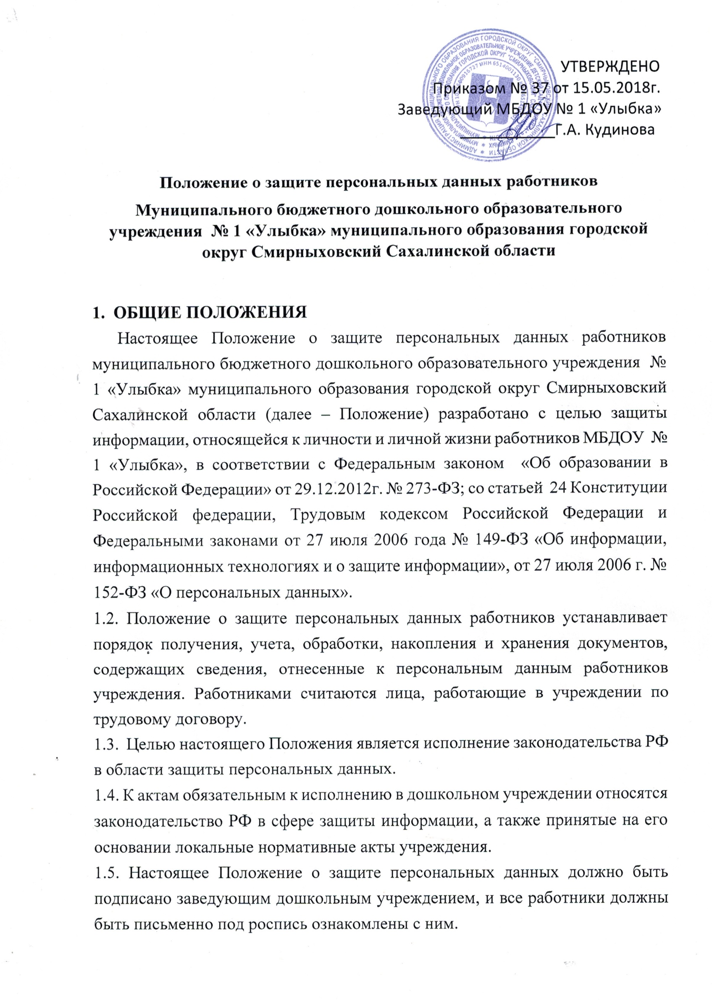 УТВЕРЖДЕНО
Приказом № 37 от 15.05.2018г.
Заведующий МБДОУ № 1 «Улыбка»
Г.А. Кудинова
АДМИНИСТРАЦИЯ МУНИЦИПАЛЬНОГО ОБРАЗОВАНИЯ ГОРОДСКОЙ ОКРУГ "СМИРНЫХОВСКИЙ" САХАЛИНСКОЙ ОБЛАСТИ
ИНН 6514001130
Положение о защите персональных данных работников
Муниципального бюджетного дошкольного образовательного
учреждения № 1 «Улыбка» муниципального образования городской
округ Смирныховский Сахалинской области
1. ОБЩИЕ ПОЛОЖЕНИЯ
Настоящее Положение о защите персональных данных работников
муниципального бюджетного дошкольного образовательного учреждения №
1 «Улыбка» муниципального образования городской округ Смирныховский
Сахалинской области (далее – Положение) разработано с целью защиты
информации, относящейся к личности и личной жизни работников МБДОУ №
1 «Улыбка», в соответствии с Федеральным законом «Об образовании в
Российской Федерации» от 29.12.2012г. № 273-ФЗ; со статьей 24 Конституции
Российской федерации, Трудовым кодексом Российской Федерации и
Федеральными законами от 27 июля 2006 года № 149-ФЗ «Об информации,
информационных технологиях и о защите информации», от 27 июля 2006 г. №
152-ФЗ «О персональных данных».
1.2. Положение о защите персональных данных работников устанавливает
порядок получения, учета, обработки, накопления и хранения документов,
содержащих сведения, отнесенные к персональным данным работников
учреждения. Работниками считаются лица, работающие в учреждении по
трудовому договору.
1.3. Целью настоящего Положения является исполнение законодательства РФ
в области защиты персональных данных.
1.4. К актам обязательным к исполнению в дошкольном учреждении относятся
законодательство РФ в сфере защиты информации, а также принятые на его
основании локальные нормативные акты учреждения.
1.5. Настоящее Положение о защите персональных данных должно быть
подписано заведующим дошкольным учреждением, и все работники должны
быть письменно под роспись ознакомлены с ним.